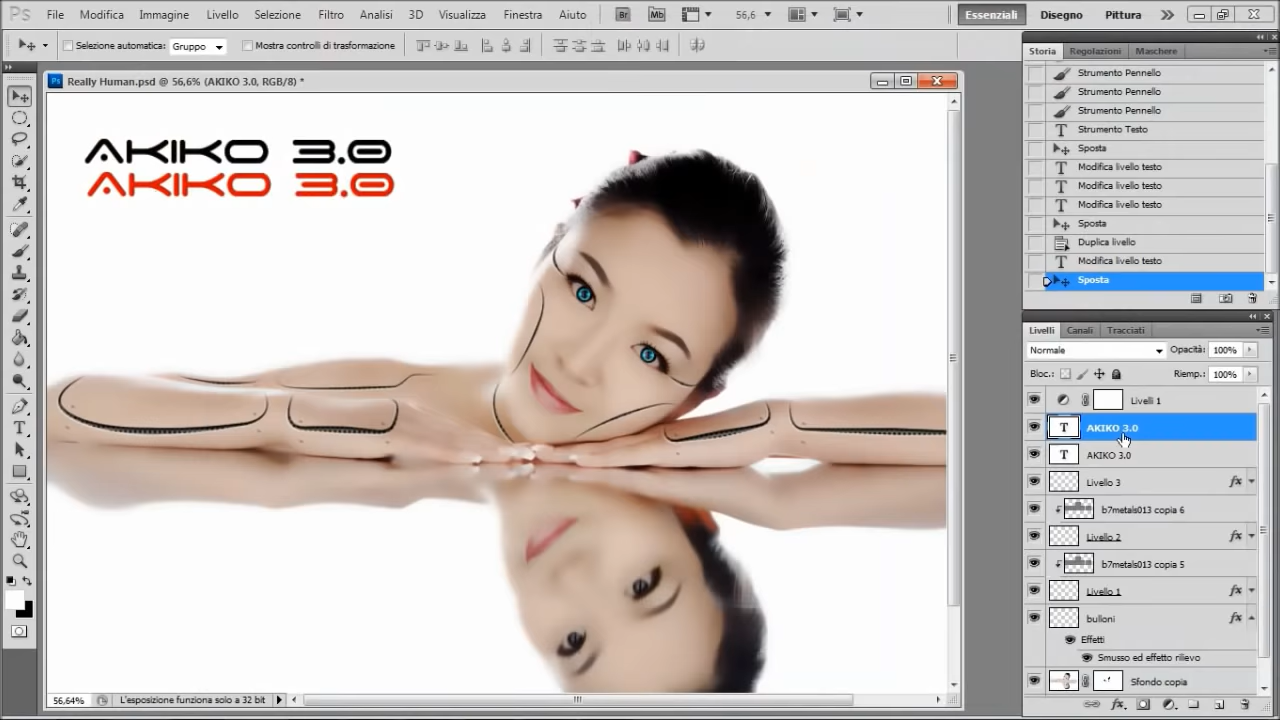 Ps File Modifica Immagine Livello Selezione Filtro Analisi 3D Visualizza Finestra Aiuto Br Mb 56,6 Essenziali Disegno Pittura
Selezione automatica: Gruppo Mostra controlli di trasformazione
Really Human.psd @ 56,6% (AKIKO 3.0, RGB/8) *
AKIKO 3.0
AKIKO 3.0
56,64% L'esposizione funziona solo a 32 bit
Storia Regolazioni Maschere
Strumento Pennello
Strumento Pennello
Strumento Pennello
Strumento Testo
Sposta
Modifica livello testo
Modifica livello testo
Modifica livello testo
Sposta
Duplica livello
Modifica livello testo
Sposta
Livelli Canali Tracciati
Normale Opacità: 100%
Bloc.: Riemp.: 100%
Livelli 1
AKIKO 3.0
AKIKO 3.0
Livello 3 fx
b7metals013 copia 6
Livello 2 fx
b7metals013 copia 5
Livello 1 fx
bulloni fx
Effetti
Smusso ed effetto rilievo
Sfondo copia